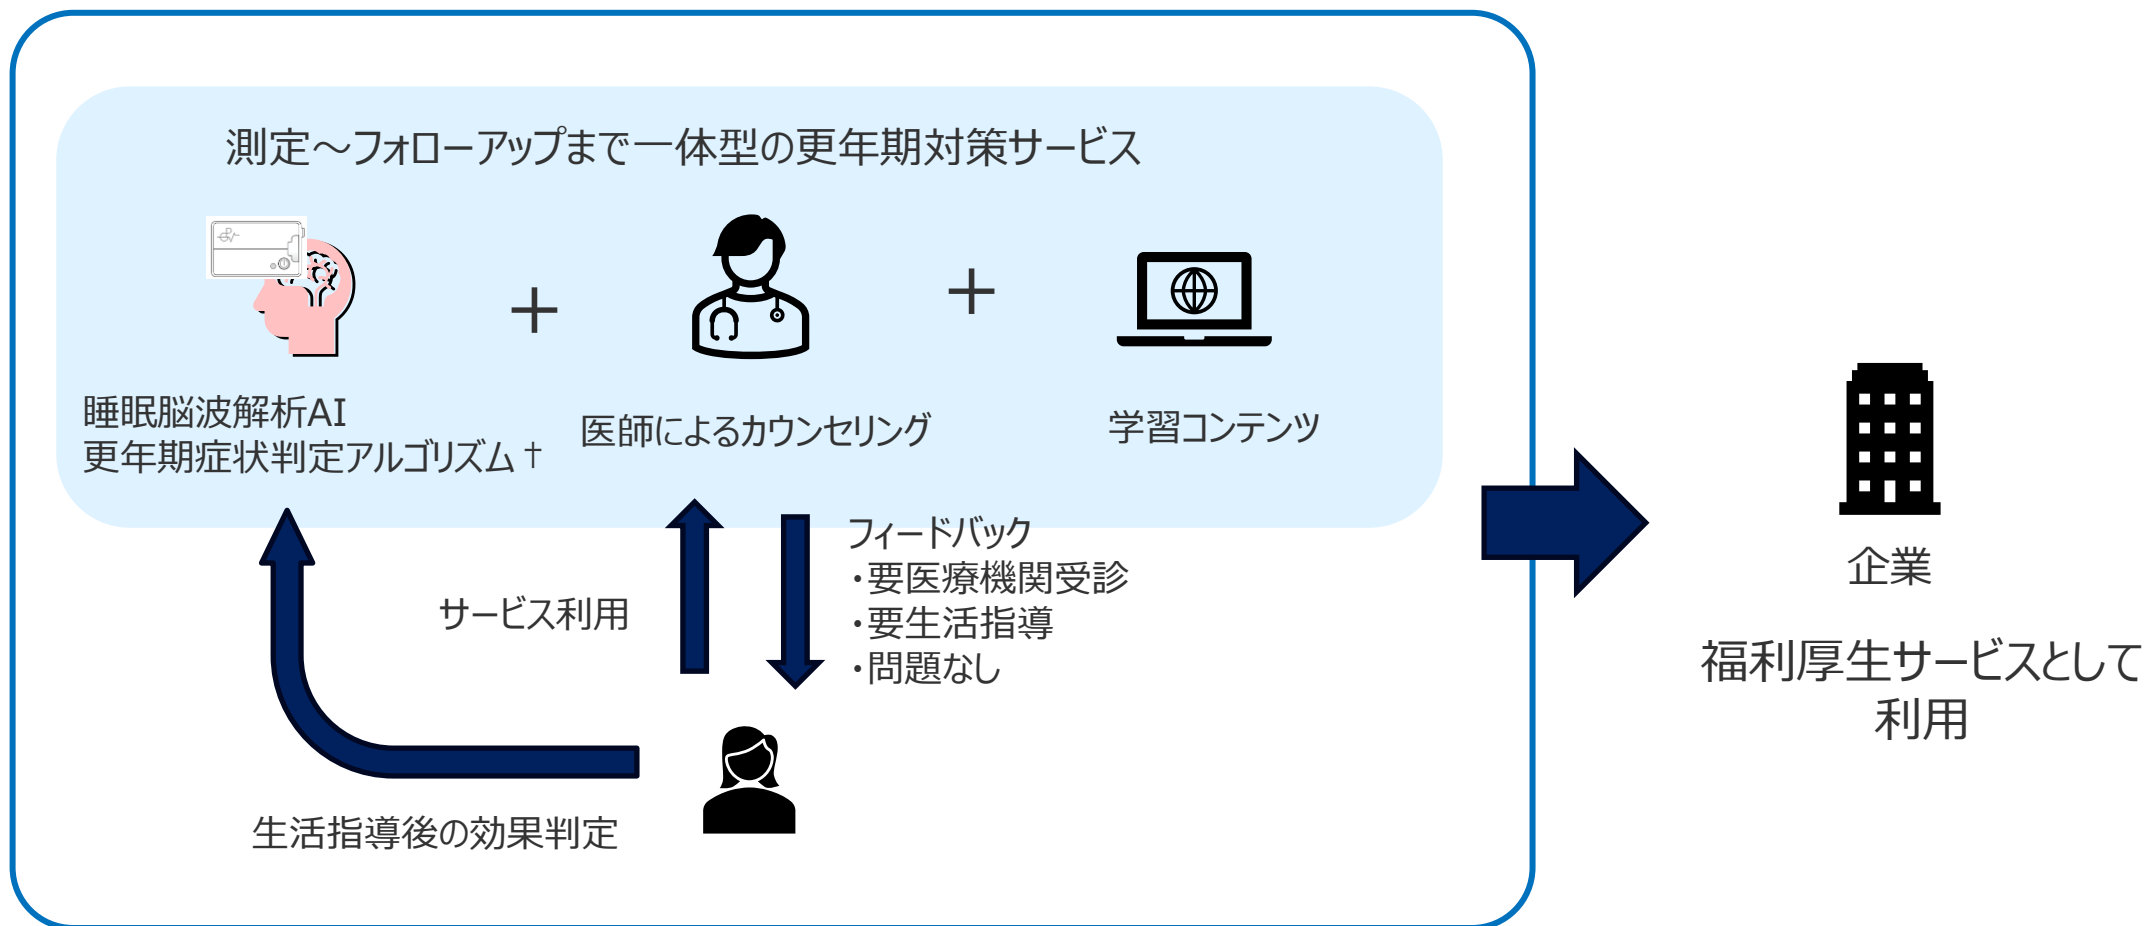 測定～フォローアップまで一体型の更年期対策サービス
＋
＋
睡眠脳波解析AI
更年期症状判定アルゴリズム†
医師によるカウンセリング
学習コンテンツ
サービス利用
フィードバック
・要医療機関受診
・要生活指導
・問題なし
生活指導後の効果判定
企業
福利厚生サービスとして
利用